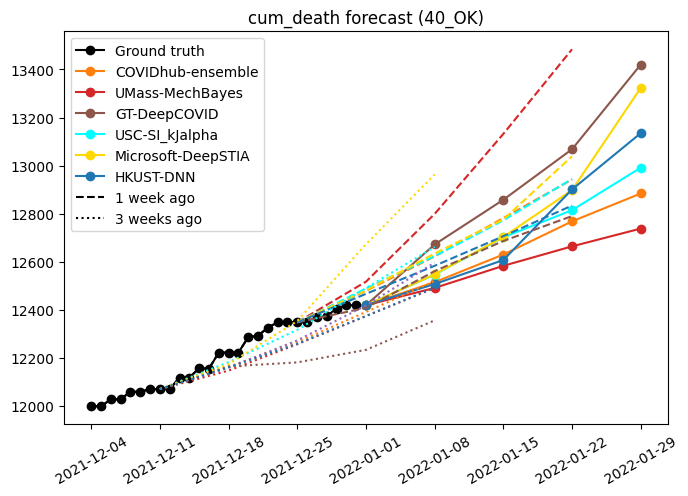 cum_death forecast (40_OK)
Ground truth
COVIDhub-ensemble
UMass-MechBayes
GT-DeepCOVID
USC-SI_kJalpha
Microsoft-DeepSTIA
HKUST-DNN
1 week ago
3 weeks ago
13400
13200
13000
12800
12600
12400
12200
12000
2021-12-04
2021-12-11
2021-12-18
2021-12-25
2022-01-01
2022-01-08
2022-01-15
2022-01-22
2022-01-29